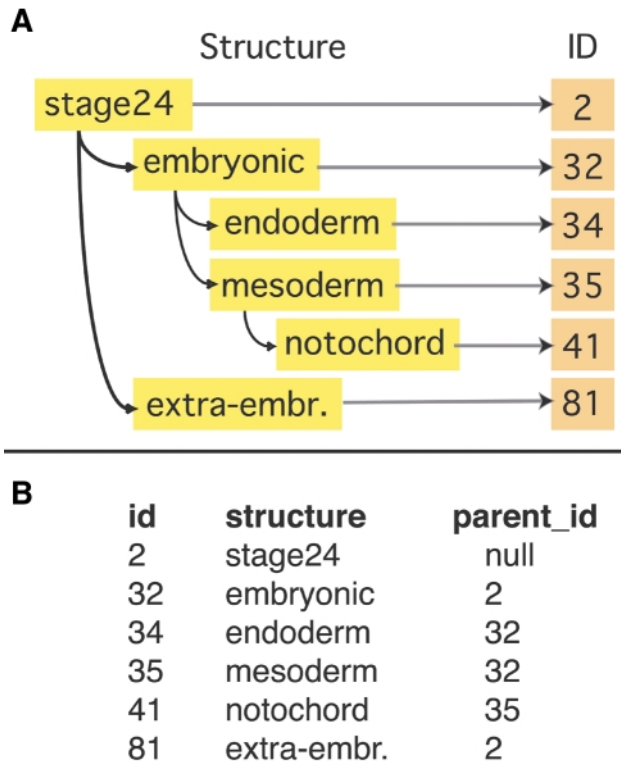 A
Structure ID
stage24 2
embryonic 32
endoderm 34
mesoderm 35
notochord 41
extra-embr. 81
B
id structure parent_id
2 stage24 null
32 embryonic 2
34 endoderm 32
35 mesoderm 32
41 notochord 35
81 extra-embr. 2